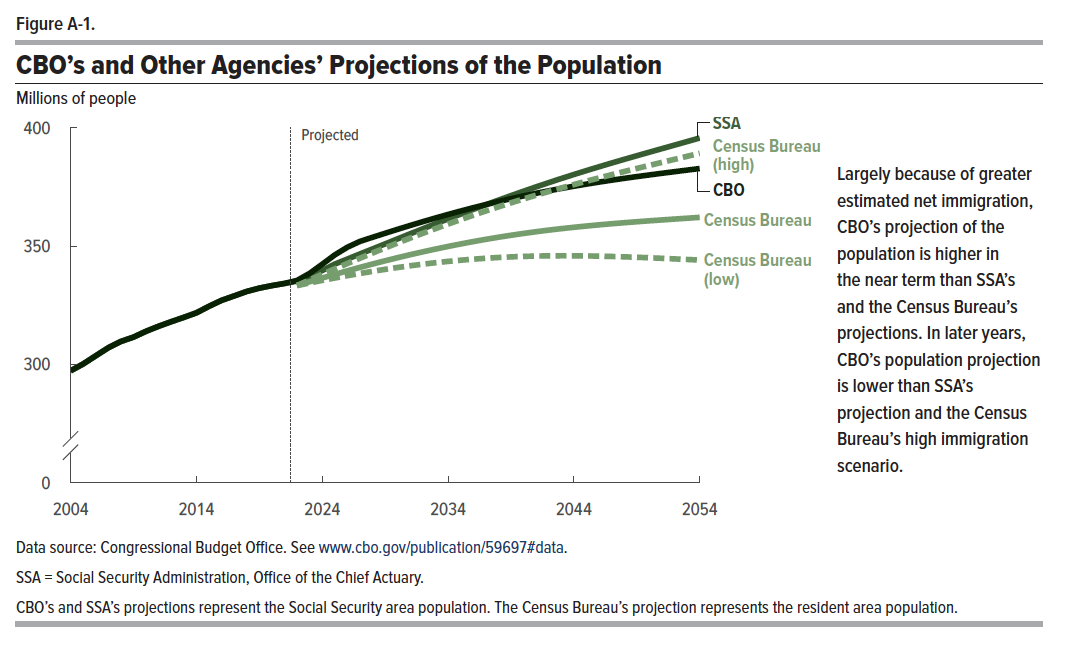 Figure A-1.
CBO’s and Other Agencies’ Projections of the Population
Millions of people
400
350
300
0
Projected
SSA
Census Bureau
(high)
CBO
Census Bureau
Census Bureau
(low)
2004 2014 2024 2034 2044 2054
Largely because of greater
estimated net immigration,
CBO’s projection of the
population is higher in
the near term than SSA’s
and the Census Bureau’s
projections. In later years,
CBO’s population projection
is lower than SSA’s
projection and the Census
Bureau’s high immigration
scenario.
Data source: Congressional Budget Office. See www.cbo.gov/publication/59697#data.
SSA = Social Security Administration, Office of the Chief Actuary.
CBO’s and SSA’s projections represent the Social Security area population. The Census Bureau’s projection represents the resident area population.